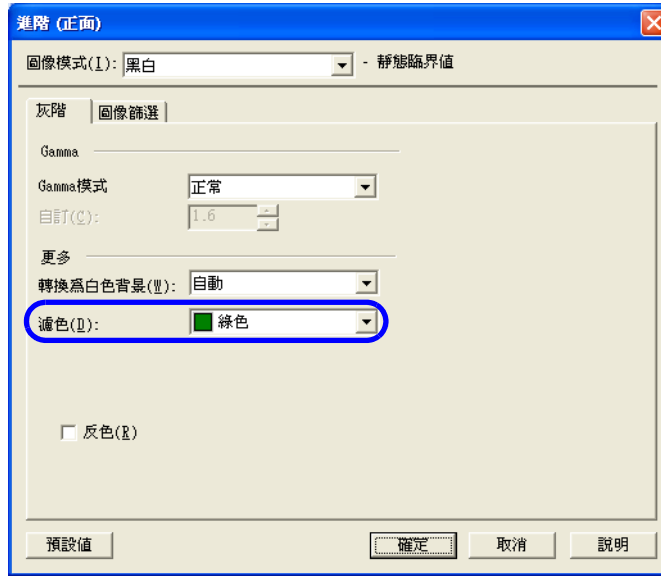 進階 (正面)
圖像模式(I): 黑白 - 靜態臨界值
灰階 圖像篩選
Gamma
Gamma模式 正常
自訂(C): 1.6
更多
轉換爲白色背景(W): 自動
濾色(D): 綠色
反色(R)
預設值 確定 取消 說明